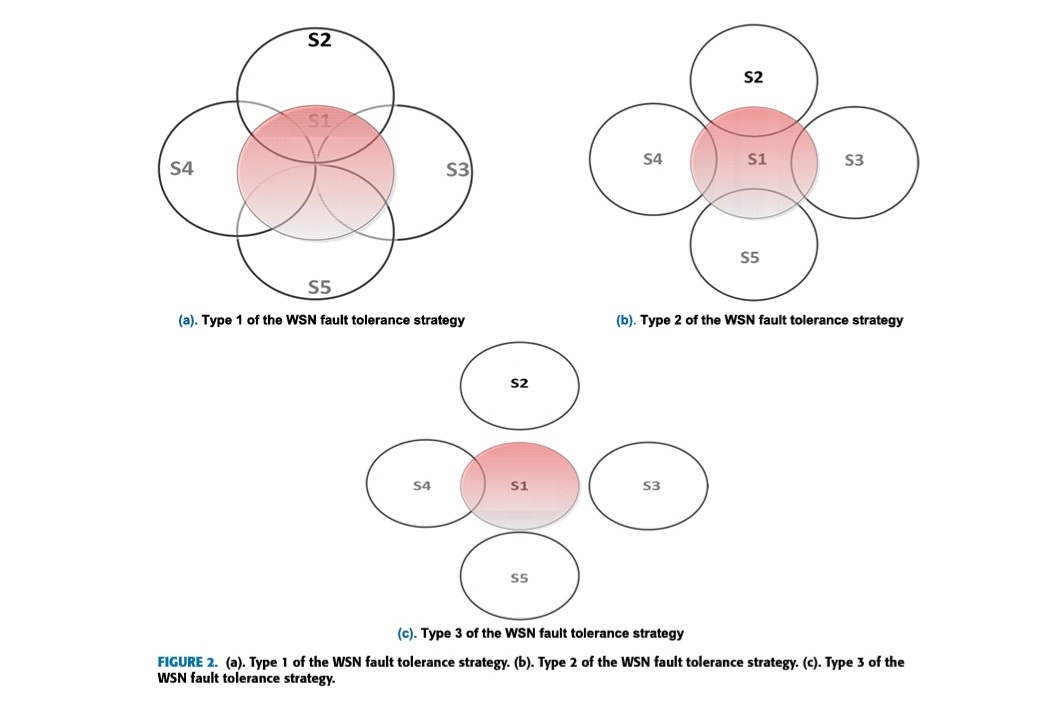 S2
S1
S4
S3
S5
(a). Type 1 of the WSN fault tolerance strategy
S2
S4
S1
S3
S5
(b). Type 2 of the WSN fault tolerance strategy
S2
S4
S1
S3
S5
(c). Type 3 of the WSN fault tolerance strategy
FIGURE 2. (a). Type 1 of the WSN fault tolerance strategy. (b). Type 2 of the WSN fault tolerance strategy. (c). Type 3 of the
WSN fault tolerance strategy.